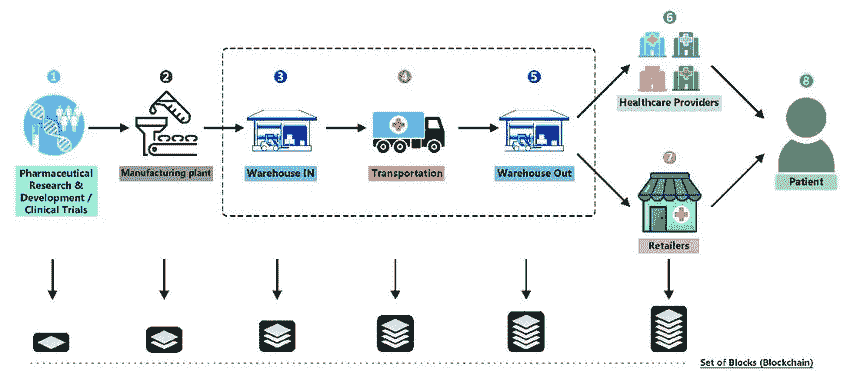 1
2
3
4
5
6
7
8
Pharmaceutical
Research &
Development /
Clinical Trials
Manufacturing plant
Warehouse IN
Transportation
Warehouse Out
Healthcare Providers
Retailers
Patient
Set of Blocks (Blockchain)